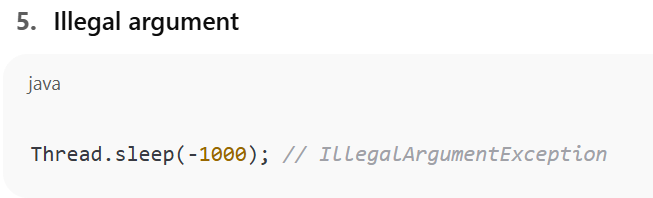 5. Illegal argument
java
Thread.sleep(-1000); // IllegalArgumentException